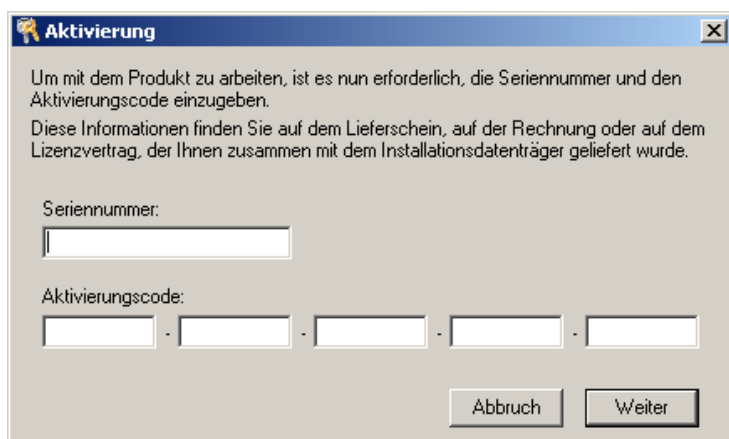 Aktivierung
Um mit dem Produkt zu arbeiten, ist es nun erforderlich, die Seriennummer und den
Aktivierungscode einzugeben.
Diese Informationen finden Sie auf dem Lieferschein, auf der Rechnung oder auf dem
Lizenzvertrag, der Ihnen zusammen mit dem Installationsdatenträger geliefert wurde.
Seriennummer:
Aktivierungscode:
- - - -
Abbruch Weiter